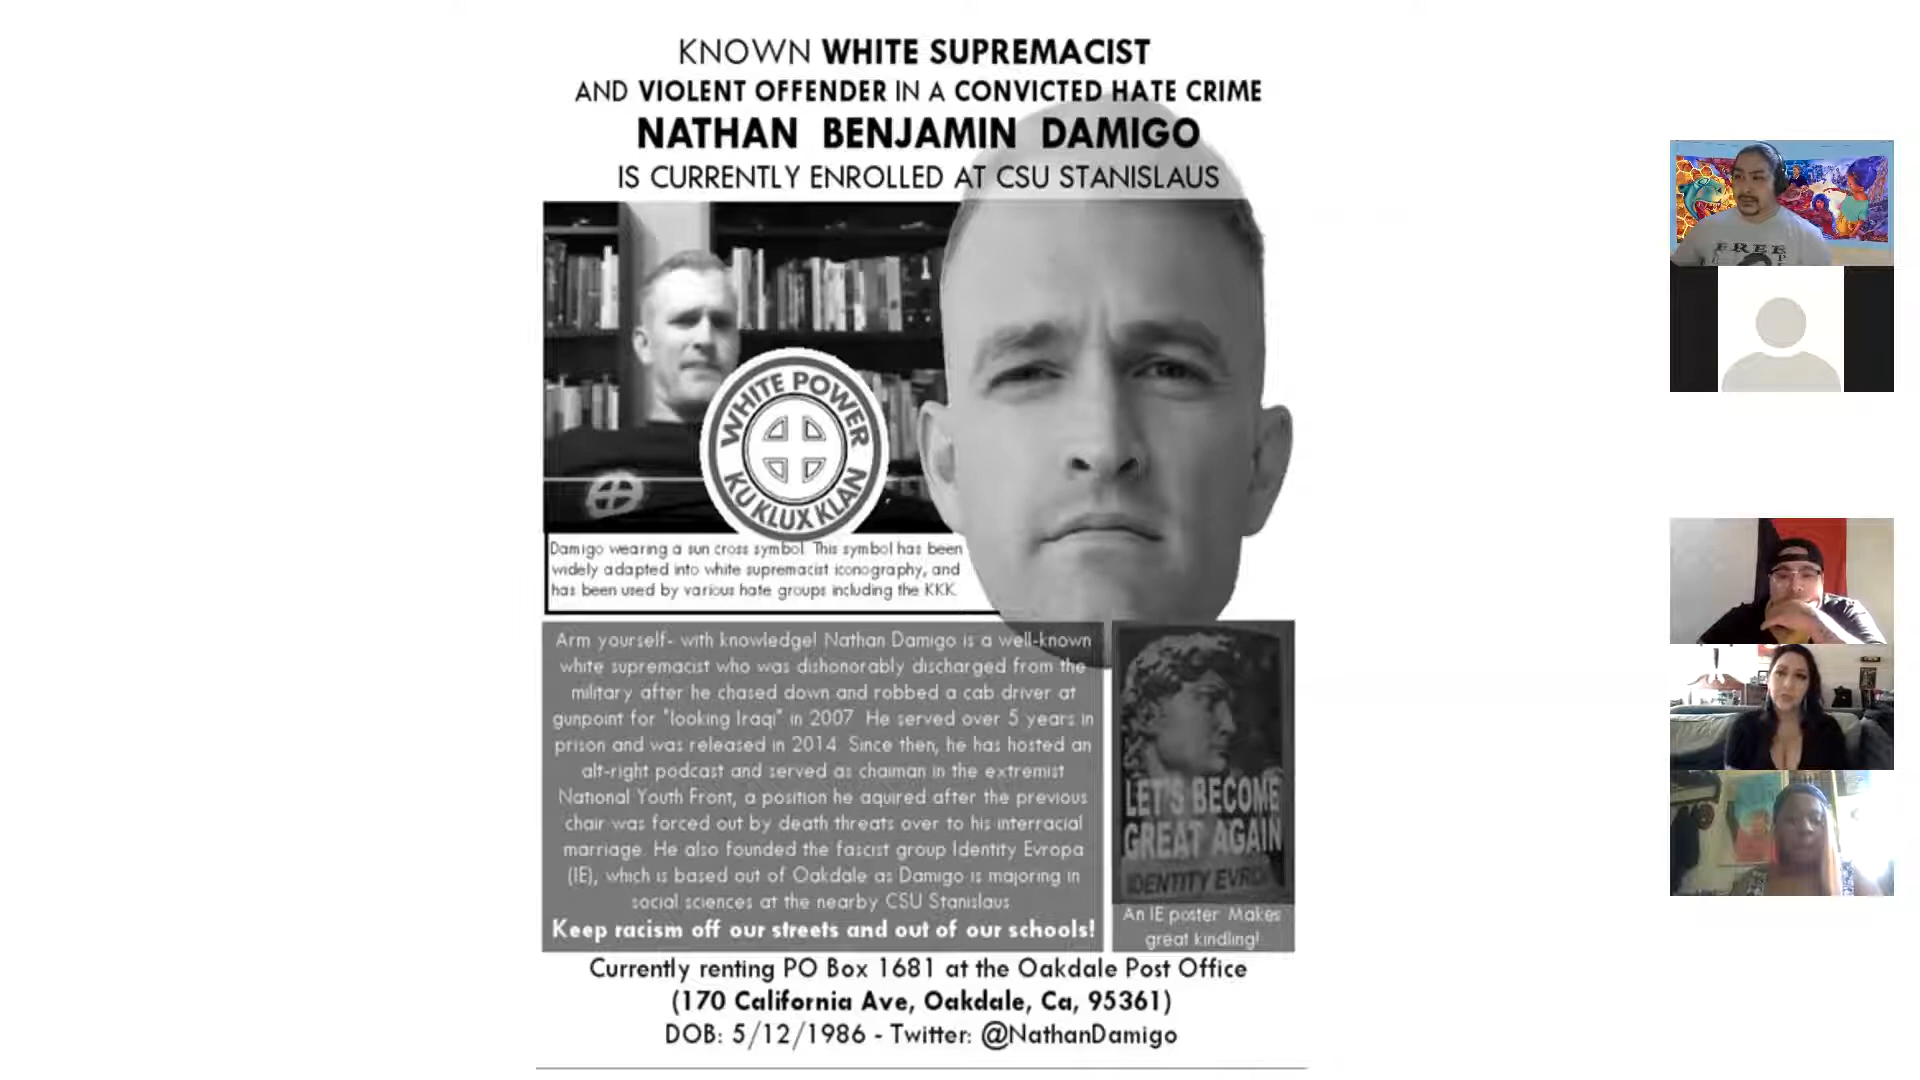 KNOWN WHITE SUPREMACIST
AND VIOLENT OFFENDER IN A CONVICTED HATE CRIME
NATHAN BENJAMIN DAMIGO
IS CURRENTLY ENROLLED AT CSU STANISLAUS
WHITE POWER
KU KLUX KLAN
Damigo wearing a sun cross symbol. This symbol has been
widely adapted into white supremacist iconography, and
has been used by various hate groups including the KKK.
Arm yourself- with knowledge! Nathan Damigo is a well-known
white supremacist who was dishonorably discharged from the
military after he chased down and robbed a cab driver at
gunpoint for "looking Iraqi" in 2007. He served over 5 years in
prison and was released in 2014. Since then, he has hosted an
alt-right podcast and served as chaiman in the extremist
National Youth Front, a position he aquired after the previous
chair was forced out by death threats over to his interracial
marriage. He also founded the fascist group Identity Evropa
(IE), which is based out of Oakdale as Damigo is majoring in
social sciences at the nearby CSU Stanislaus
Keep racism off our streets and out of our schools!
LET'S BECOME
GREAT AGAIN
IDENTITY EVRO
An IE poster. Makes
great kindling!
Currently renting PO Box 1681 at the Oakdale Post Office
(170 California Ave, Oakdale, Ca, 95361)
DOB: 5/12/1986 - Twitter: @NathanDamigo
FREE